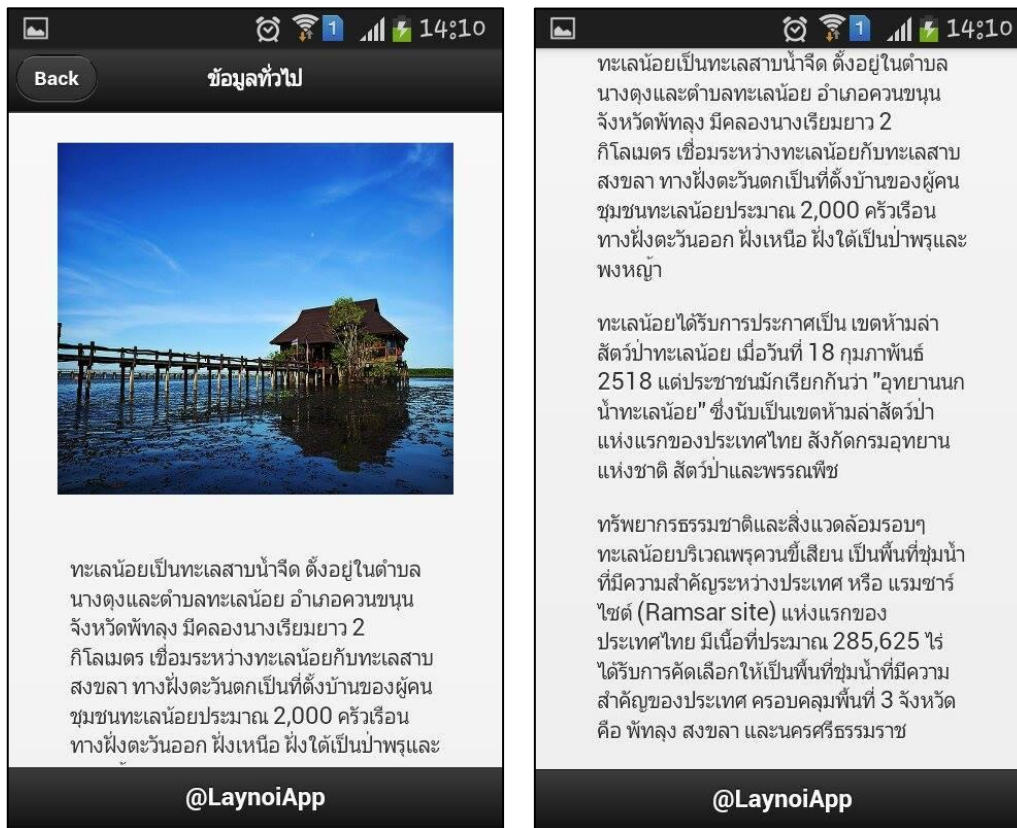 1 14:10
Back ข้อมูลทั่วไป
ทะเลน้อยเป็นทะเลสาบน้ำจืด ตั้งอยู่ในตำบล
นางตุงและตำบลทะเลน้อย อำเภอควนขนุน
จังหวัดพัทลุง มีคลองนางเรียมยาว 2
กิโลเมตร เชื่อมระหว่างทะเลน้อยกับทะเลสาบ
สงขลา ทางฝั่งตะวันตกเป็นที่ตั้งบ้านของผู้คน
ชุมชนทะเลน้อยประมาณ 2,000 ครัวเรือน
ทางฝั่งตะวันออก ฝั่งเหนือ ฝั่งใต้เป็นป่าพรุและ
@LaynoiApp
1 14:10
ทะเลน้อยเป็นทะเลสาบน้ำจืด ตั้งอยู่ในตำบล
นางตุงและตำบลทะเลน้อย อำเภอควนขนุน
จังหวัดพัทลุง มีคลองนางเรียมยาว 2
กิโลเมตร เชื่อมระหว่างทะเลน้อยกับทะเลสาบ
สงขลา ทางฝั่งตะวันตกเป็นที่ตั้งบ้านของผู้คน
ชุมชนทะเลน้อยประมาณ 2,000 ครัวเรือน
ทางฝั่งตะวันออก ฝั่งเหนือ ฝั่งใต้เป็นป่าพรุและ
พงหญ้า
ทะเลน้อยได้รับการประกาศเป็น เขตห้ามล่า
สัตว์ป่าทะเลน้อย เมื่อวันที่ 18 กุมภาพันธ์
2518 แต่ประชาชนมักเรียกกันว่า "อุทยานนก
น้ำทะเลน้อย" ซึ่งนับเป็นเขตห้ามล่าสัตว์ป่า
แห่งแรกของประเทศไทย สังกัดกรมอุทยาน
แห่งชาติ สัตว์ป่าและพรรณพืช
ทรัพยากรธรรมชาติและสิ่งแวดล้อมรอบๆ
ทะเลน้อยบริเวณพรุควนขี้เสียน เป็นพื้นที่ชุ่มน้ำ
ที่มีความสำคัญระหว่างประเทศ หรือ แรมซาร์
ไซต์ (Ramsar site) แห่งแรกของ
ประเทศไทย มีเนื้อที่ประมาณ 285,625 ไร่
ได้รับการคัดเลือกให้เป็นพื้นที่ชุ่มน้ำที่มีความ
สำคัญของประเทศ ครอบคลุมพื้นที่ 3 จังหวัด
คือ พัทลุง สงขลา และนครศรีธรรมราช
@LaynoiApp